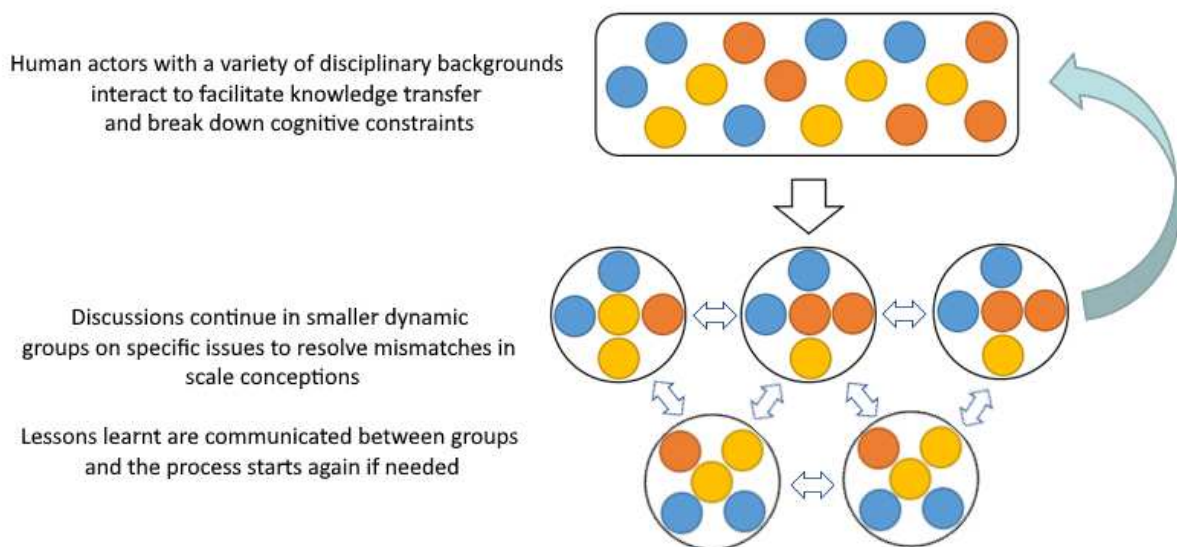 Human actors with a variety of disciplinary backgrounds
interact to facilitate knowledge transfer
and break down cognitive constraints
Discussions continue in smaller dynamic
groups on specific issues to resolve mismatches in
scale conceptions
Lessons learnt are communicated between groups
and the process starts again if needed